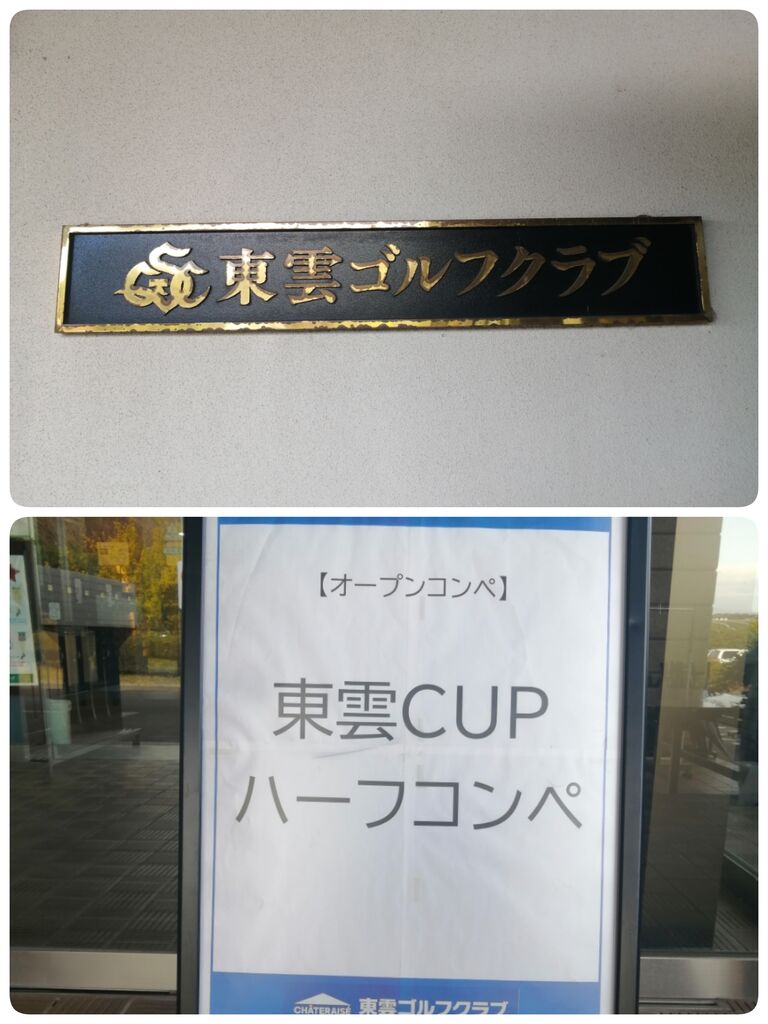 東雲ゴルフクラブ
【オープンコンペ】
東雲CUP
ハーフコンペ
CHÂTERAISÉ 東雲ゴルフクラブ